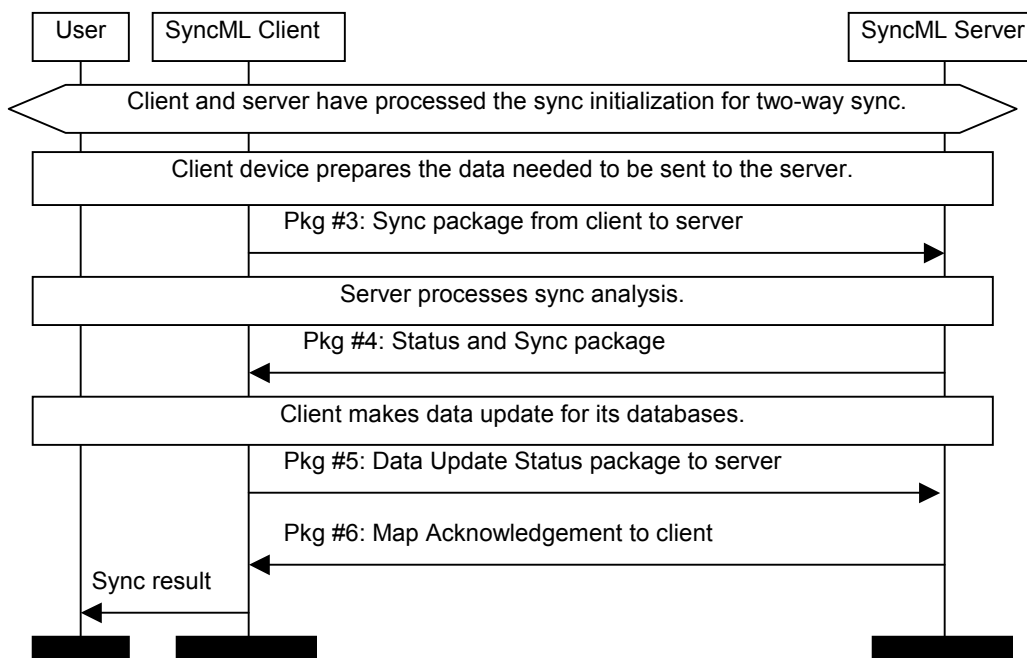 User
SyncML Client
SyncML Server
Client and server have processed the sync initialization for two-way sync.
Client device prepares the data needed to be sent to the server.
Pkg #3: Sync package from client to server
Server processes sync analysis.
Pkg #4: Status and Sync package
Client makes data update for its databases.
Pkg #5: Data Update Status package to server
Pkg #6: Map Acknowledgement to client
Sync result